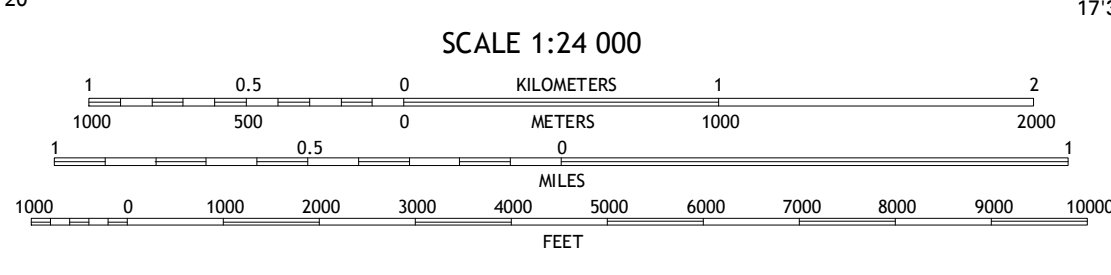 20
17'3
SCALE 1:24 000
1 0.5 0 KILOMETERS 1 2
1000 500 0 METERS 1000 2000
1 0.5 0 1
MILES
1000 0 1000 2000 3000 4000 5000 6000 7000 8000 9000 10000
FEET